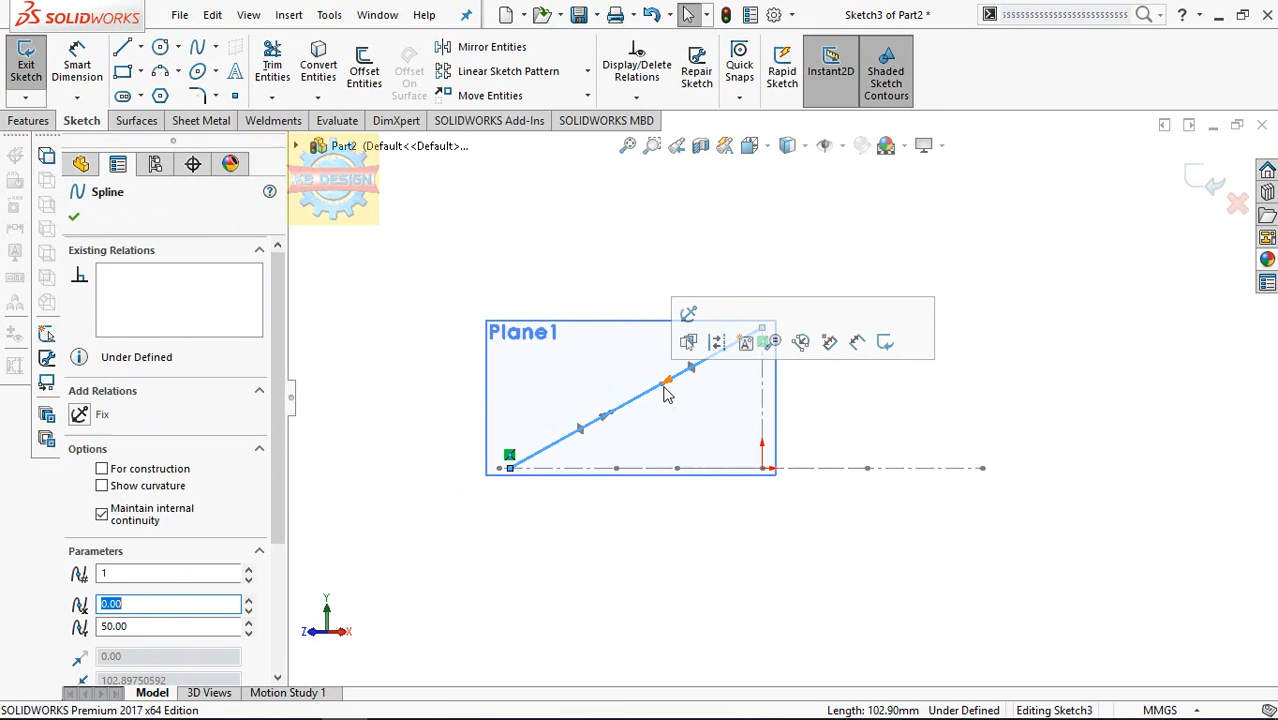 SOLIDWORKS
File
Edit
View
Insert
Tools
Window
Help
Sketch3 of Part2 *
Exit Sketch
Smart Dimension
Trim Entities
Convert Entities
Offset Entities
Offset On Surface
Mirror Entities
Linear Sketch Pattern
Move Entities
Display/Delete Relations
Repair Sketch
Quick Snaps
Rapid Sketch
Instant2D
Shaded Sketch Contours
Features
Sketch
Surfaces
Sheet Metal
Weldments
Evaluate
DimXpert
SOLIDWORKS Add-Ins
SOLIDWORKS MBD
Part2 (Default<<Default>...
KB DESIGN
Spline
Existing Relations
Under Defined
Add Relations
Fix
Options
For construction
Show curvature
Maintain internal
continuity
Parameters
1
0.00
50.00
0.00
102.89750592
Plane1
Y
Z
X
Model
3D Views
Motion Study 1
SOLIDWORKS Premium 2017 x64 Edition
Length: 102.90mm
Under Defined
Editing Sketch3
MMGS